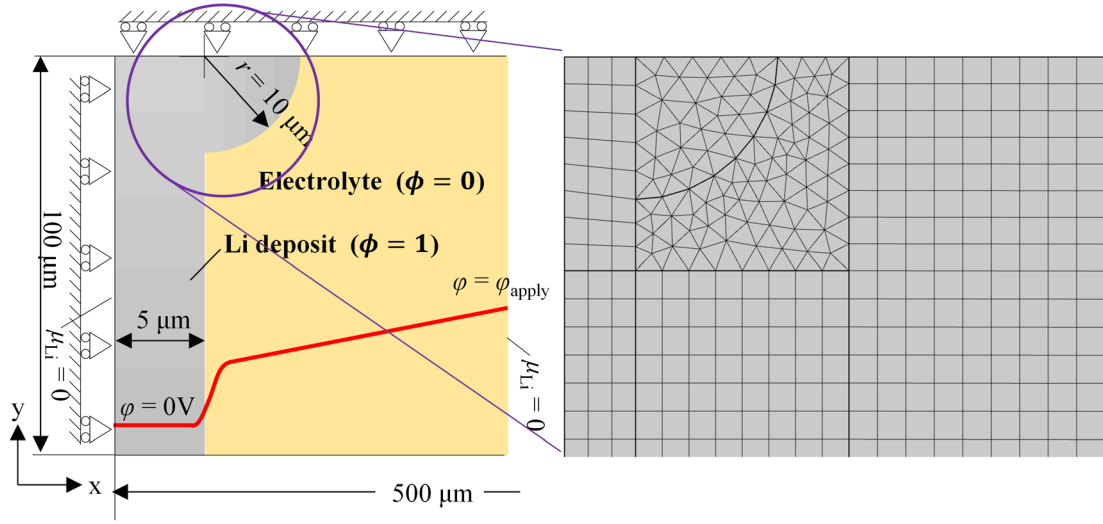 r = 10 μm
Electrolyte (ϕ = 0)
100 μm
Li deposit (ϕ = 1)
φ = φapply
5 μm
μLi = 0
μLi = 0
φ = 0V
y
x
500 μm